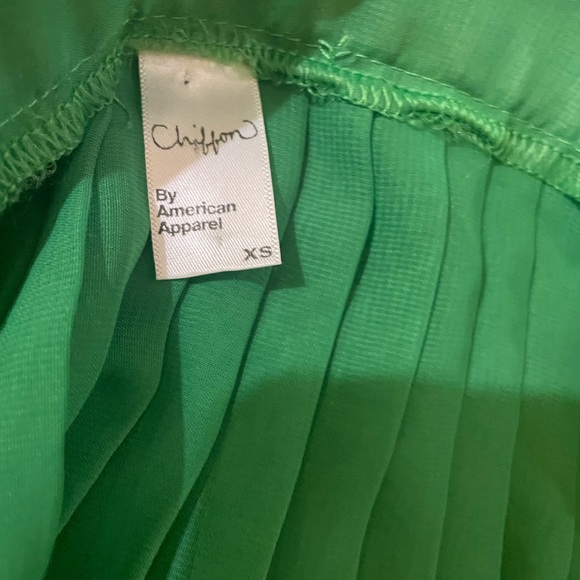 Chiffon
By
American
Apparel
XS